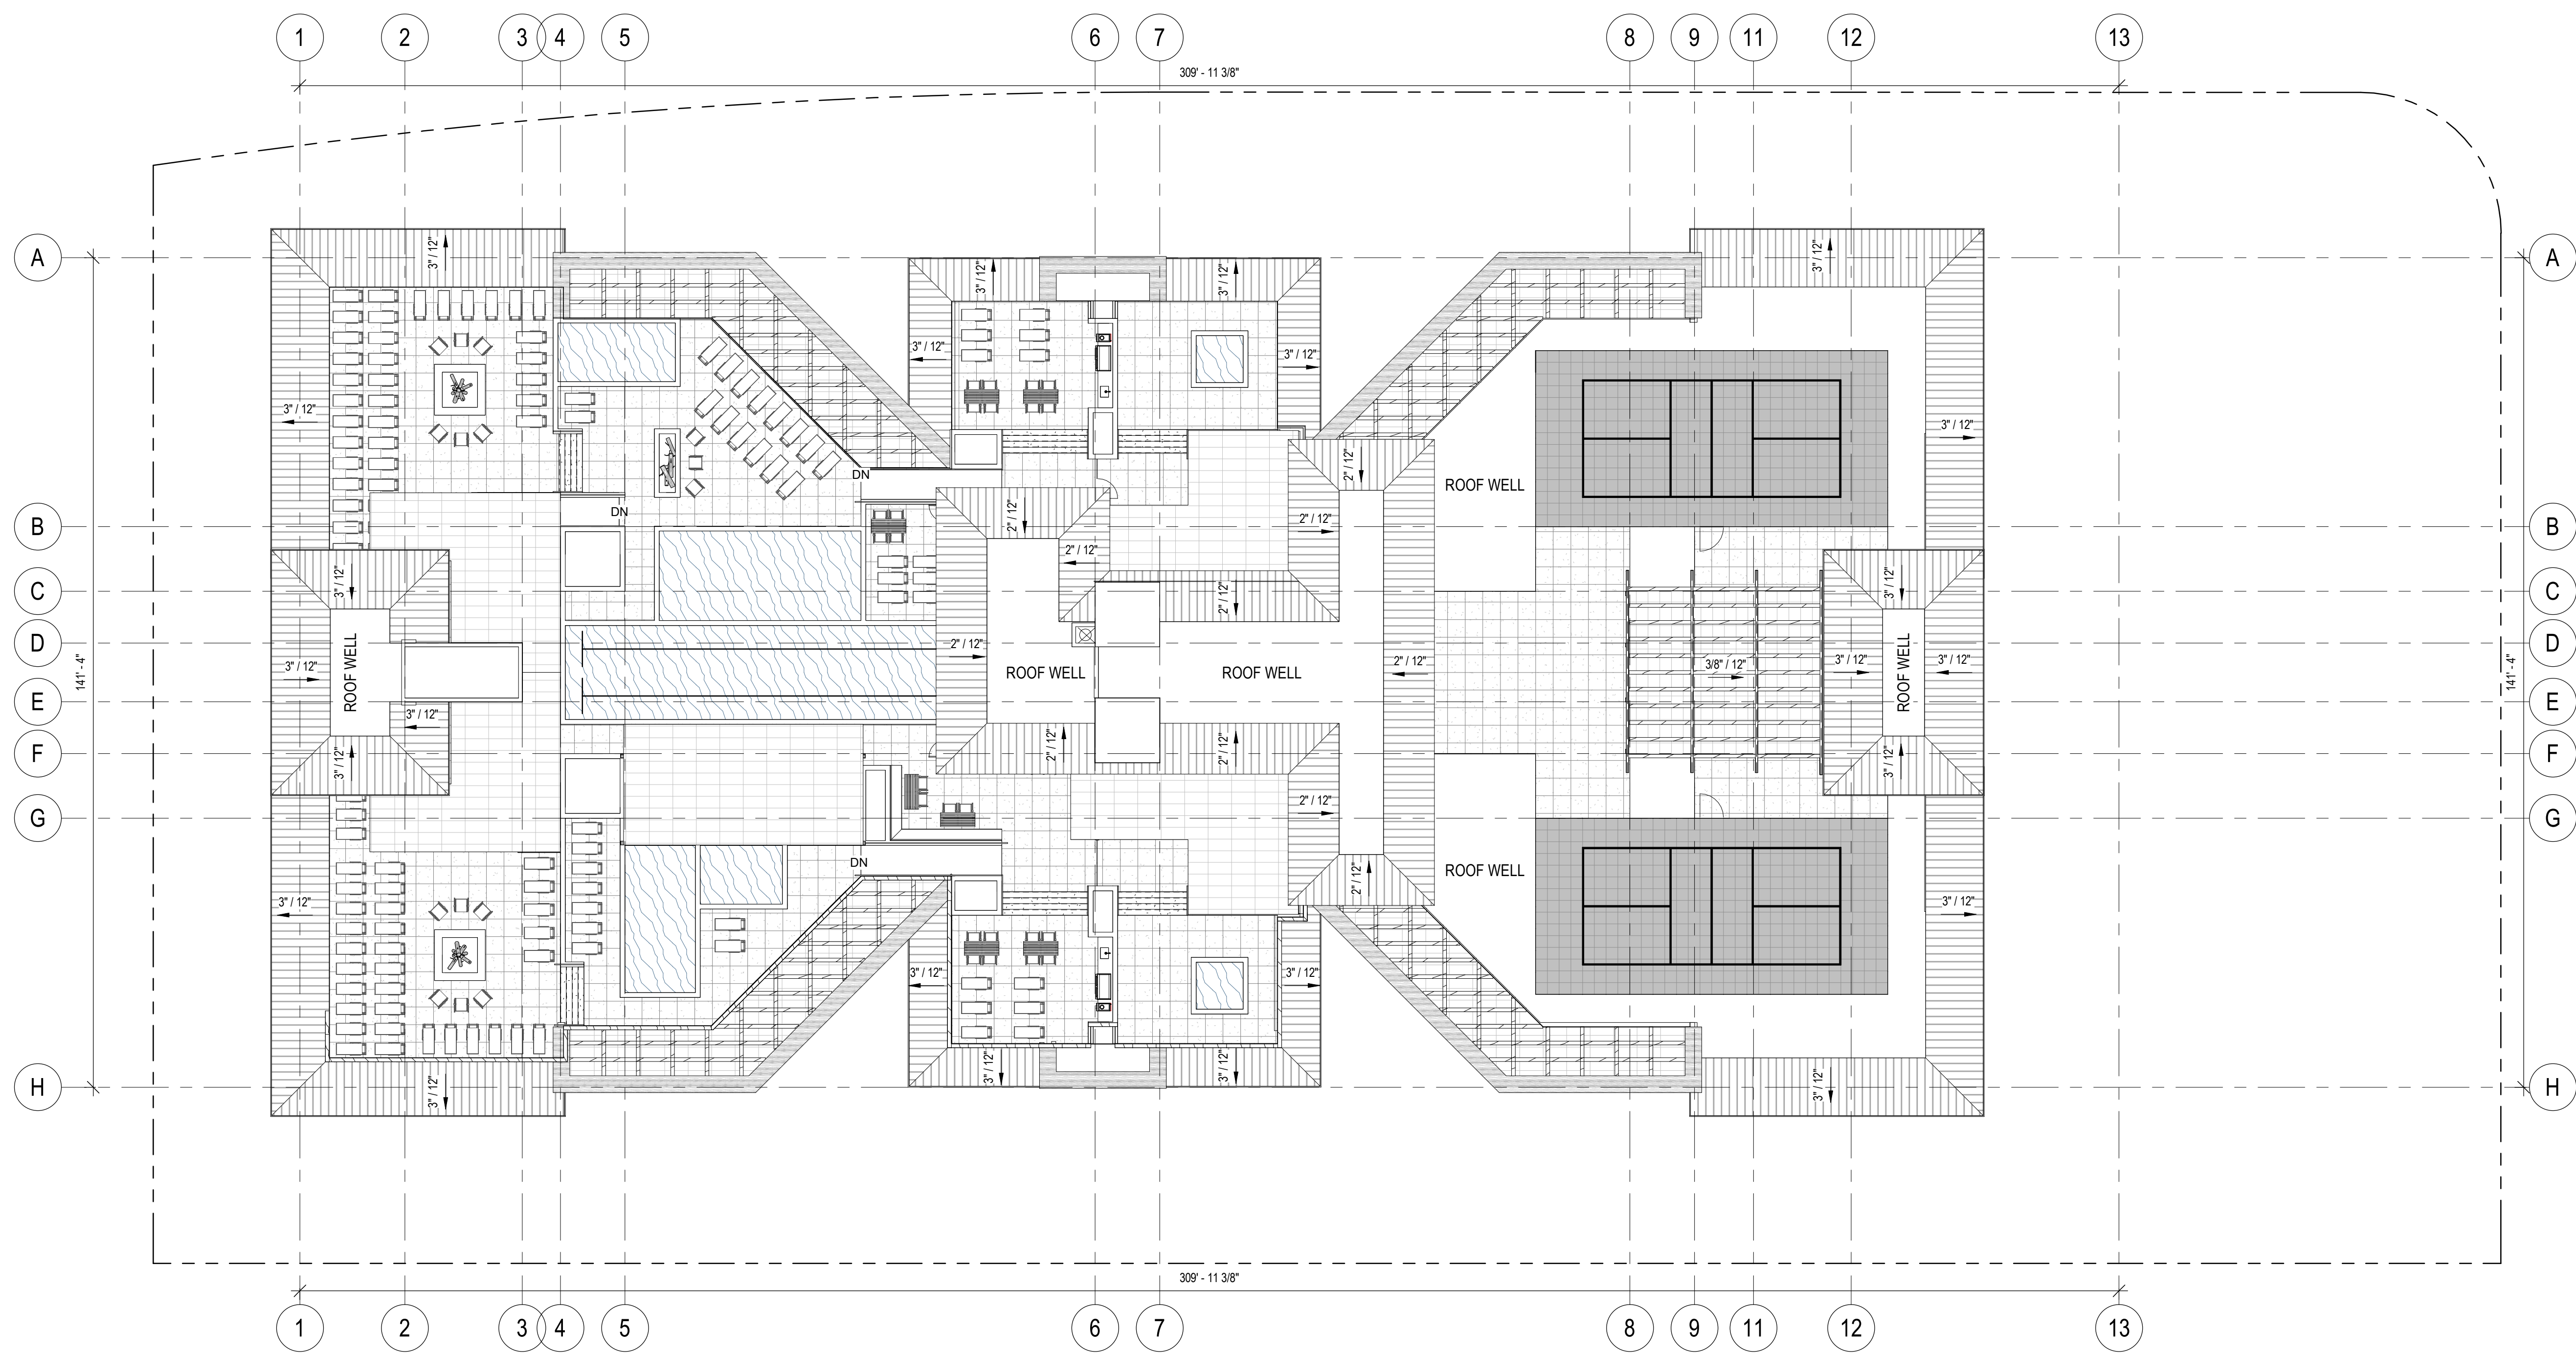 1 2 3 4 5 6 7 8 9 11 12 13
309' - 11 3/8"
A A
3" / 12" 3" / 12"
3" / 12" 3" / 12"
3" / 12" 3" / 12"
3" / 12" 3" / 12"
2" / 12"
DN
ROOF WELL
DN
2" / 12" 2" / 12"
B B
2" / 12"
3" / 12" 3" / 12"
C C
2" / 12"
D D
2" / 12"
141' - 4" 141' - 4"
3" / 12" ROOF WELL ROOF WELL ROOF WELL 2" / 12" 3/8" / 12" 3" / 12" ROOF WELL 3" / 12"
E E
3" / 12"
F F
3" / 12" 2" / 12" 2" / 12" 3" / 12"
2" / 12"
G G
DN
ROOF WELL
2" / 12"
3" / 12" 3" / 12"
3" / 12" 3" / 12"
3" / 12" 3" / 12"
H H
3" / 12" 3" / 12"
309' - 11 3/8"
1 2 3 4 5 6 7 8 9 11 12 13